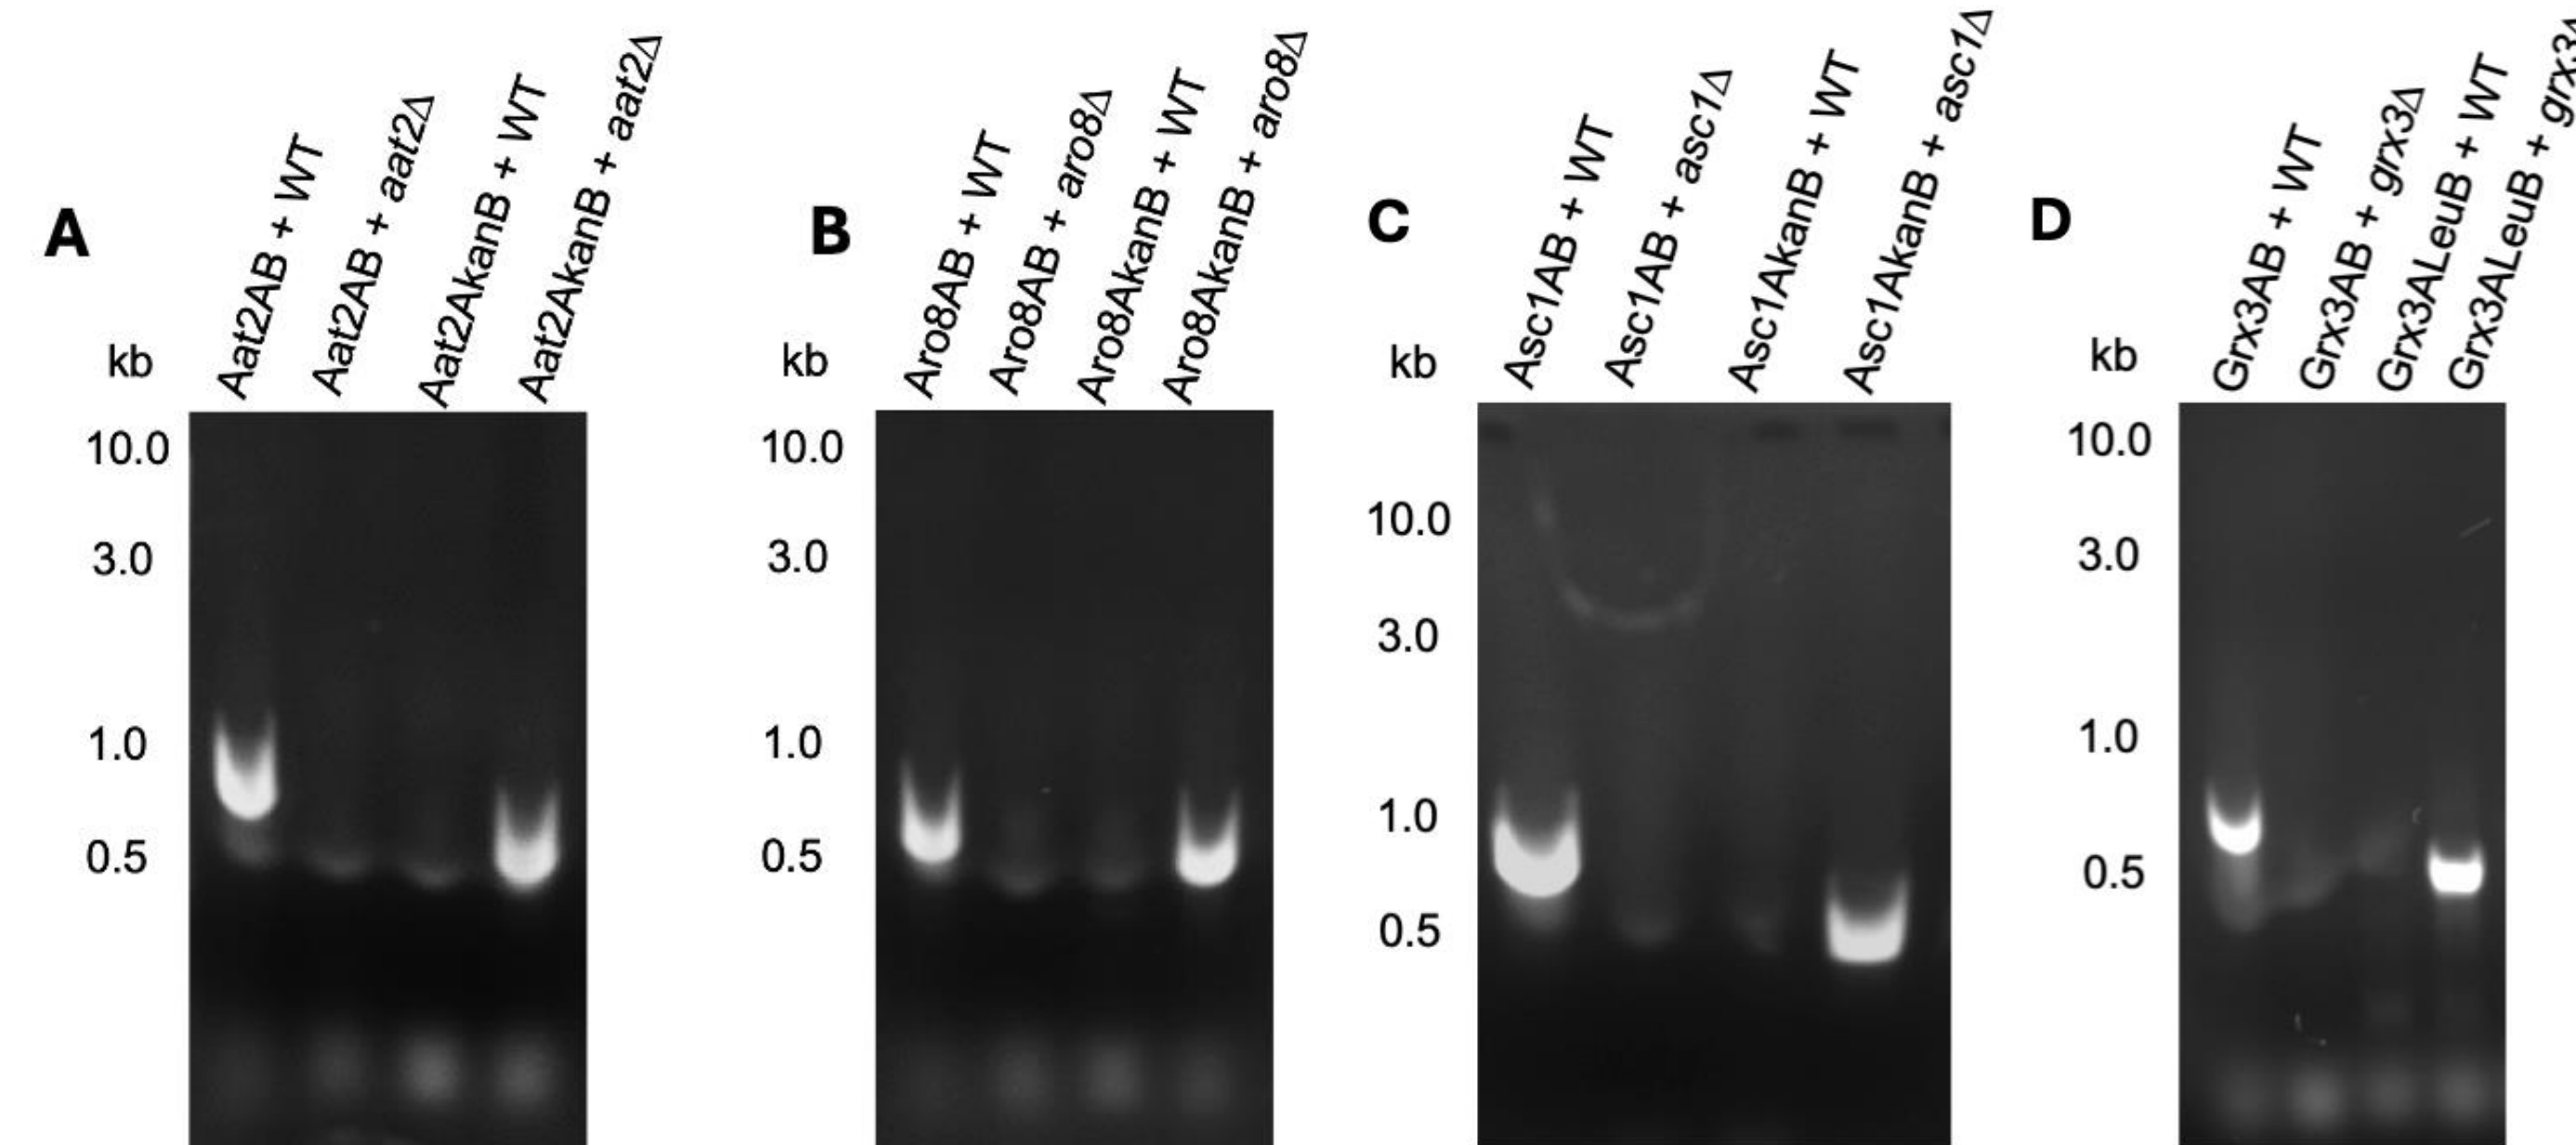 A
Aat2AB + WT
Aat2AB + aat2Δ
Aat2AkanB + WT
Aat2AkanB + aat2Δ
kb
10.0
3.0
1.0
0.5
B
Aro8AB + WT
Aro8AB + aro8Δ
Aro8AkanB + WT
Aro8AkanB + aro8Δ
kb
10.0
3.0
1.0
0.5
C
Asc1AB + WT
Asc1AB + asc1Δ
Asc1AkanB + WT
Asc1AkanB + asc1Δ
kb
10.0
3.0
1.0
0.5
D
Grx3AB + WT
Grx3AB + grx3Δ
Grx3ALeuB + WT
Grx3ALeuB + grx3Δ
kb
10.0
3.0
1.0
0.5